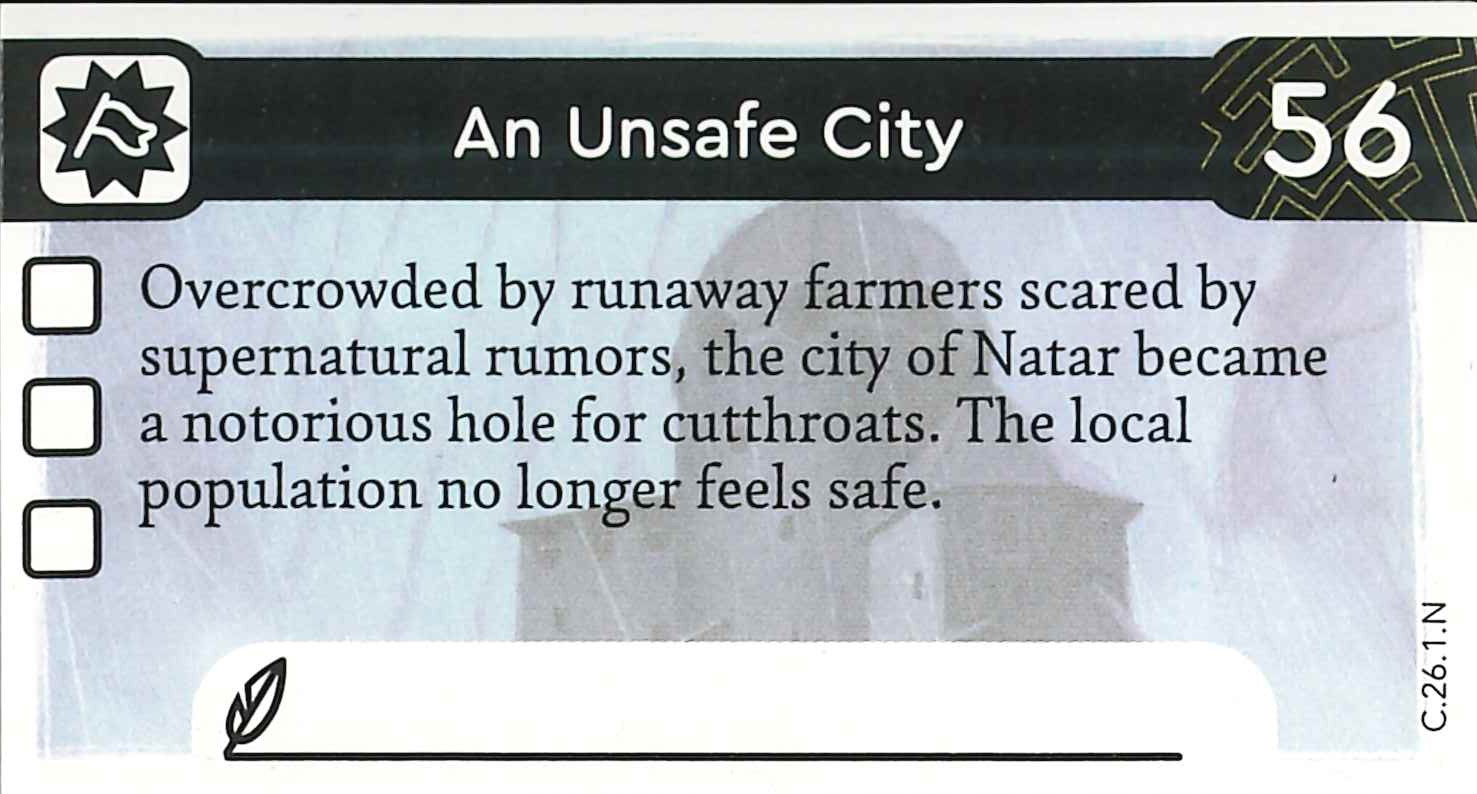 An Unsafe City
56
Overcrowded by runaway farmers scared by
supernatural rumors, the city of Natar became
a notorious hole for cutthroats. The local
population no longer feels safe.
C.26.1.N